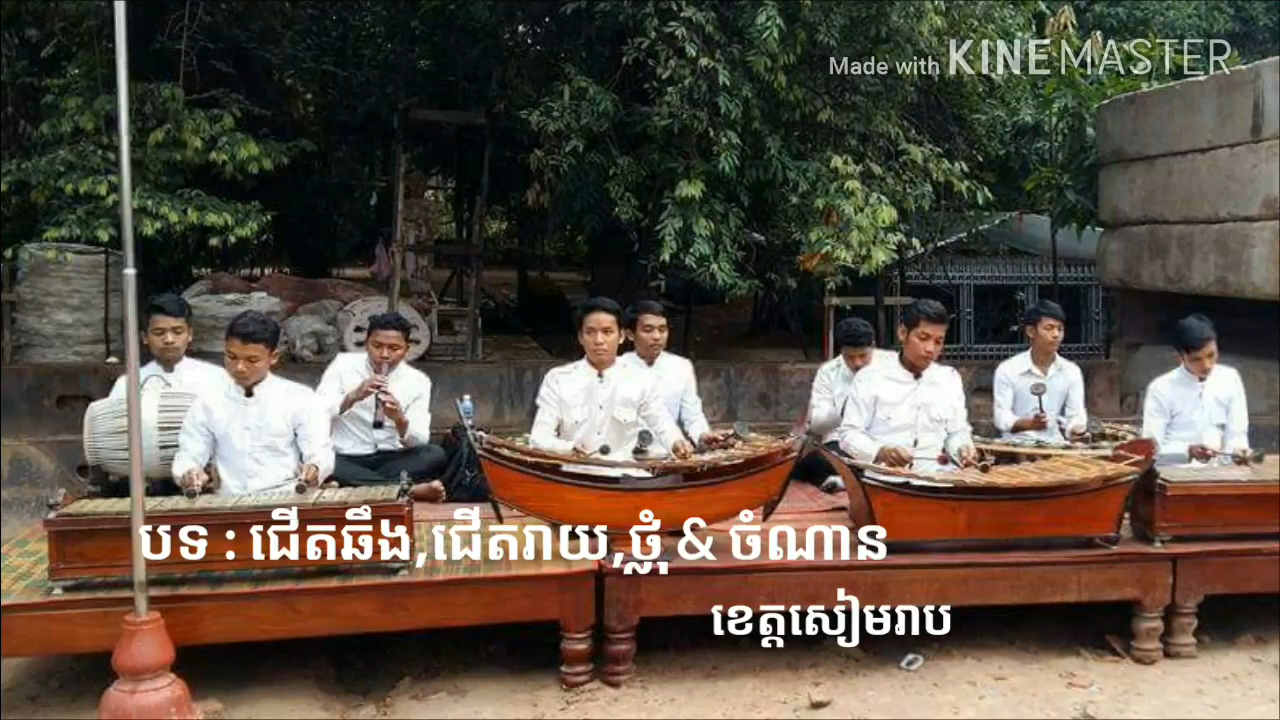 Made with KINEMASTER
បទ : ជើតឆឹង,ជើតរាយ,ថ្លុំ & ចំណាន
ខេត្តសៀមរាប